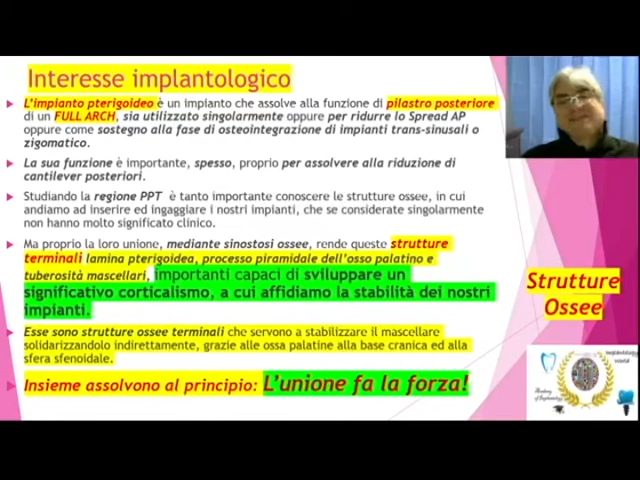 Interesse implantologico
L'impianto pterigoideo è un impianto che assolve alla funzione di pilastro posteriore
di un FULL ARCH, sia utilizzato singolarmente oppure per ridurre lo Spread AP
oppure come sostegno alla fase di osteointegrazione di impianti trans-sinusali o
zigomatico.
La sua funzione è importante, spesso, proprio per assolvere alla riduzione di
cantilever posteriori.
Studiando la regione PPT è tanto importante conoscere le strutture ossee, in cui
andiamo ad inserire ed ingaggiare i nostri impianti, che se considerate singolarmente
non hanno molto significato clinico.
Ma proprio la loro unione, mediante sinostosi ossee, rende queste strutture
terminali lamina pterigoidea, processo piramidale dell'osso palatino e
tuberosità mascellari, importanti capaci di sviluppare un
significativo corticalismo, a cui affidiamo la stabilità dei nostri
impianti.
Esse sono strutture ossee terminali che servono a stabilizzare il mascellare
solidarizzandolo indirettamente, grazie alle ossa palatine alla base cranica ed alla
sfera sfenoidale.
Insieme assolvono al principio: L'unione fa la forza!
Strutture
Ossee
Implantology
world
Academy
of Implantology